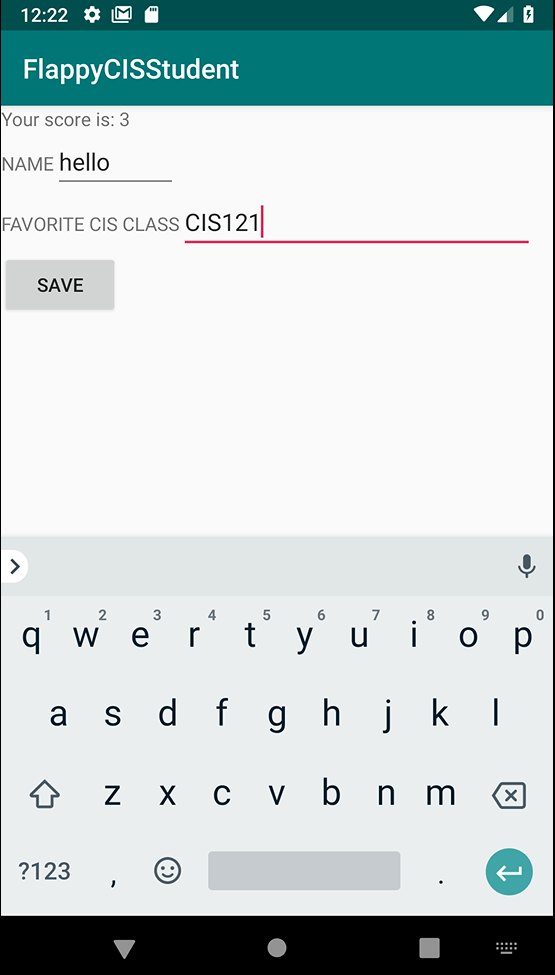 12:22
FlappyCISStudent
Your score is: 3
NAME hello
FAVORITE CIS CLASS CIS121
SAVE
1 2 3 4 5 6 7 8 9 0
q w e r t y u i o p
a s d f g h j k l
z x c v b n m
?123 , .